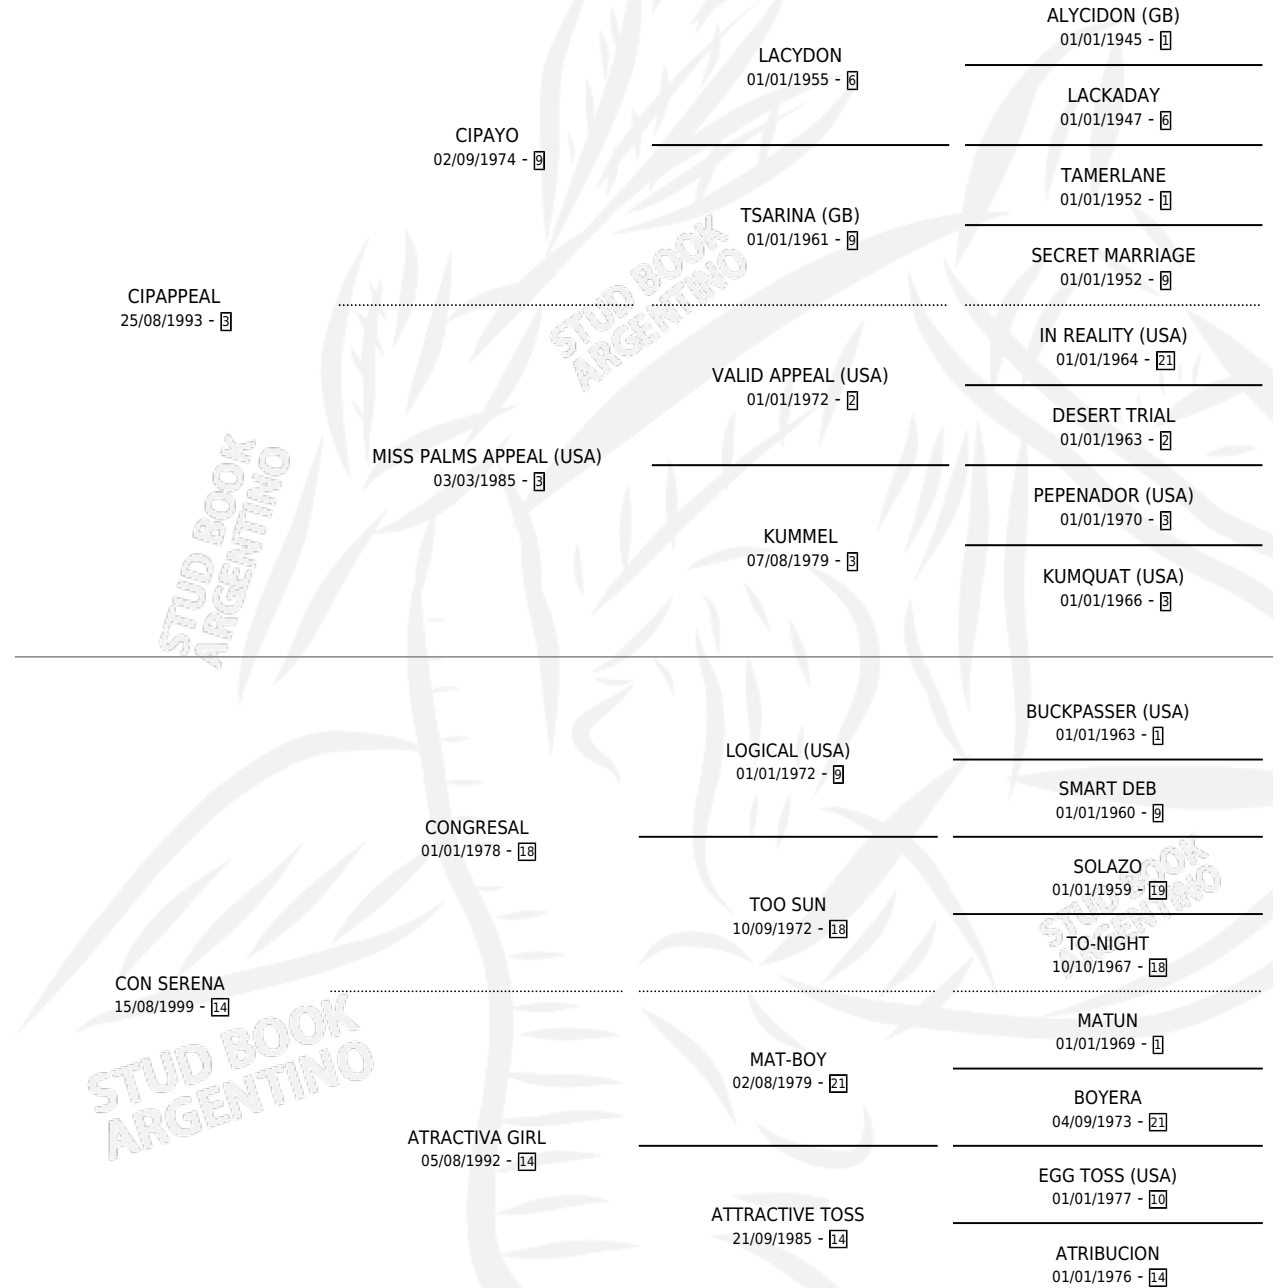 ALYCIDON (GB)
01/01/1945 - 1
LACYDON
01/01/1955 - 6
LACKADAY
01/01/1947 - 6
CIPAYO
02/09/1974 - 9
TAMERLANE
01/01/1952 - 1
TSARINA (GB)
01/01/1961 - 9
SECRET MARRIAGE
01/01/1952 - 9
CIPAPPEAL
25/08/1993 - 3
STUD BOOK
ARGENTINO
IN REALITY (USA)
01/01/1964 - 21
VALID APPEAL (USA)
01/01/1972 - 2
DESERT TRIAL
01/01/1963 - 2
MISS PALMS APPEAL (USA)
03/03/1985 - 3
PEPENADOR (USA)
01/01/1970 - 3
KUMMEL
07/08/1979 - 3
KUMQUAT (USA)
01/01/1966 - 3
STUD BOOK
ARGENTINO
BUCKPASSER (USA)
01/01/1963 - 1
LOGICAL (USA)
01/01/1972 - 9
SMART DEB
01/01/1960 - 9
CONGRESAL
01/01/1978 - 18
SOLAZO
01/01/1959 - 19
TOO SUN
10/09/1972 - 18
STUD BOOK
ARGENTINO
TO-NIGHT
10/10/1967 - 18
CON SERENA
15/08/1999 - 14
STUD BOOK
ARGENTINO
MATUN
01/01/1969 - 1
MAT-BOY
02/08/1979 - 21
BOYERA
04/09/1973 - 21
ATRACTIVA GIRL
05/08/1992 - 14
EGG TOSS (USA)
01/01/1977 - 10
ATTRACTIVE TOSS
21/09/1985 - 14
ATRIBUCION
01/01/1976 - 14